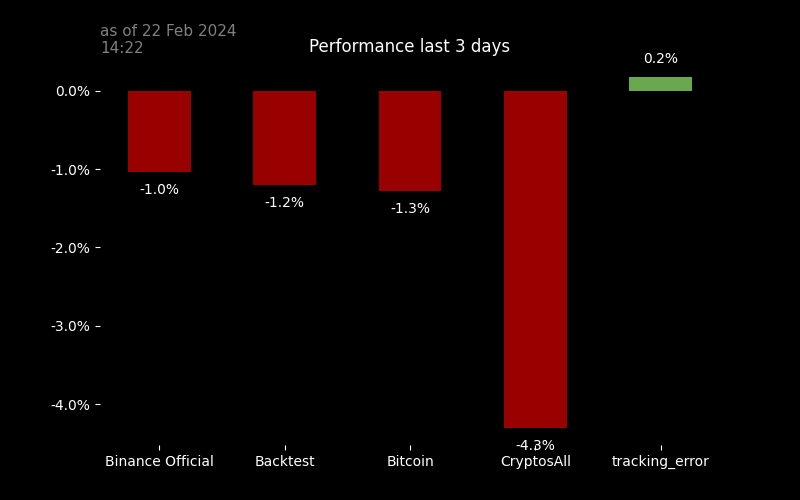 as of 22 Feb 2024
14:22
Performance last 3 days
0.2%
0.0%
-1.0%
-1.0%
-1.2%
-1.3%
-2.0%
-3.0%
-4.0%
-4.3%
Binance Official
Backtest
Bitcoin
CryptosAll
tracking_error